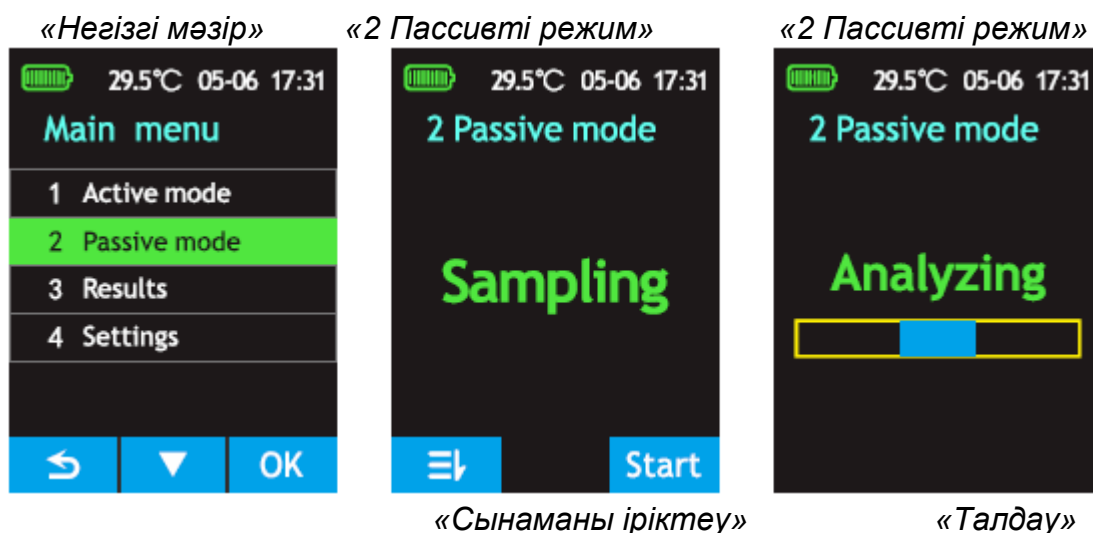 «Негізгі мәзір»
«2 Пассивті режим»
«2 Пассивті режим»
29.5°C 05-06 17:31
Main menu
1 Active mode
2 Passive mode
3 Results
4 Settings
OK
29.5°C 05-06 17:31
2 Passive mode
Sampling
Start
29.5°C 05-06 17:31
2 Passive mode
Analyzing
«Сынаманы іріктеу»
«Талдау»